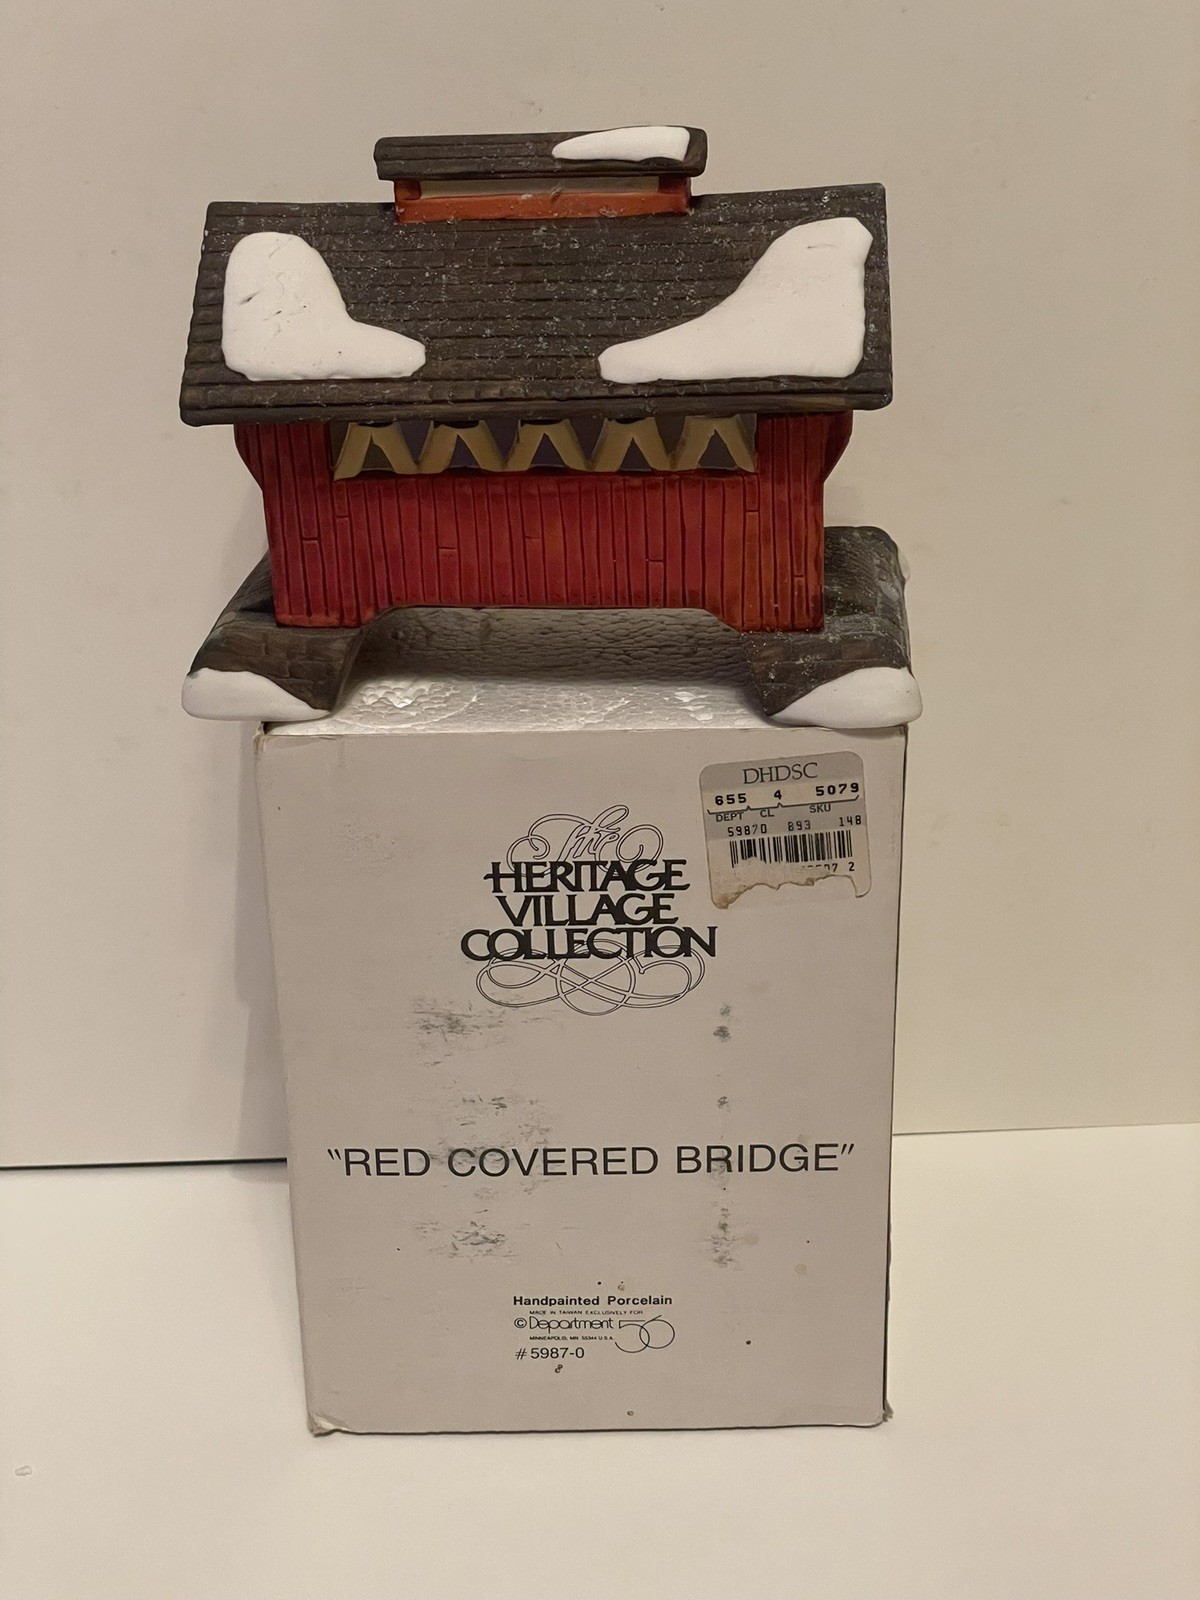 DHDSC
655 4 5079
DEPT CL SKU
59870 893 148
2
The
HERITAGE
VILLAGE
COLLECTION
"RED COVERED BRIDGE"
Handpainted Porcelain
MADE IN TAIWAN EXCLUSIVELY FOR
© Department 56
MINNEAPOLIS, MN 55344 U.S.A.
# 5987-0